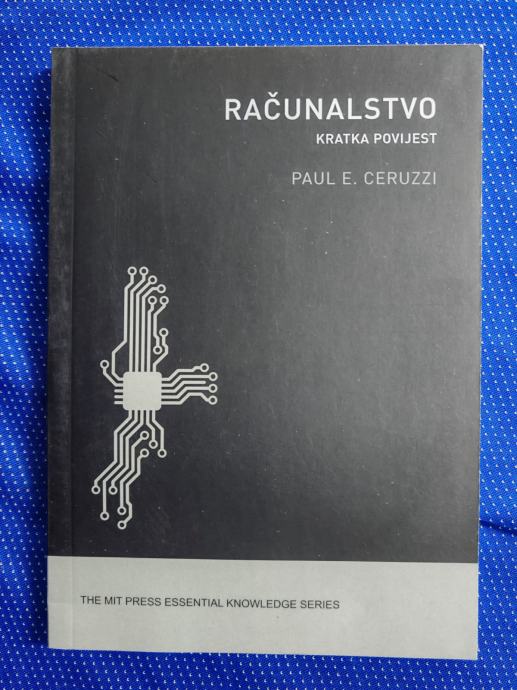 RAČUNALSTVO
KRATKA POVIJEST
PAUL E. CERUZZI
THE MIT PRESS ESSENTIAL KNOWLEDGE SERIES